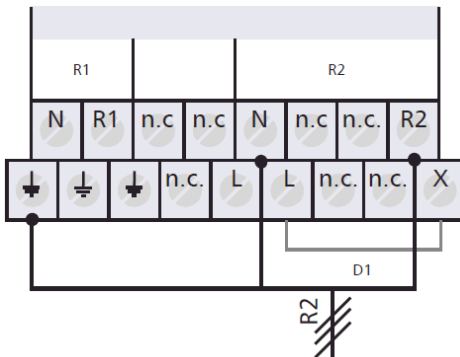 R1 R2
N R1 n.c n.c N n.c n.c. R2
n.c. L L n.c. n.c. X
D1
R2